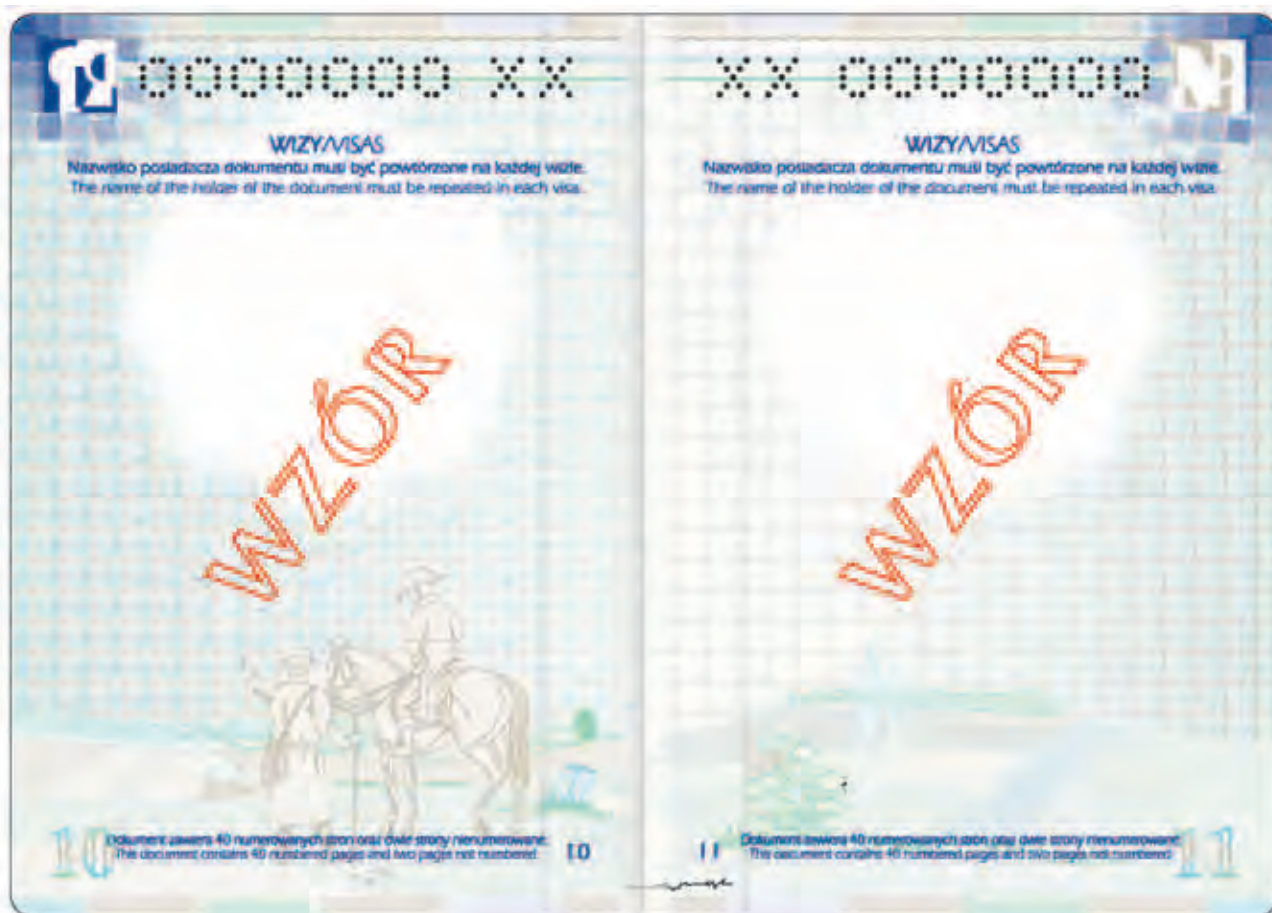 0000000 XX
WIZY/VISAS
Nazwisko posiadacza dokumentu musi być powtórzone na każdej wizie.
The name of the holder of the document must be repeated in each visa.
WZÓR
10
Dokument zawiera 40 numerowanych stron oraz dwie strony nienumerowane.
This document contains 40 numbered pages and two pages not numbered.
10
XX 0000000
WIZY/VISAS
Nazwisko posiadacza dokumentu musi być powtórzone na każdej wizie.
The name of the holder of the document must be repeated in each visa.
WZÓR
11
Dokument zawiera 40 numerowanych stron oraz dwie strony nienumerowane.
This document contains 40 numbered pages and two pages not numbered.
11